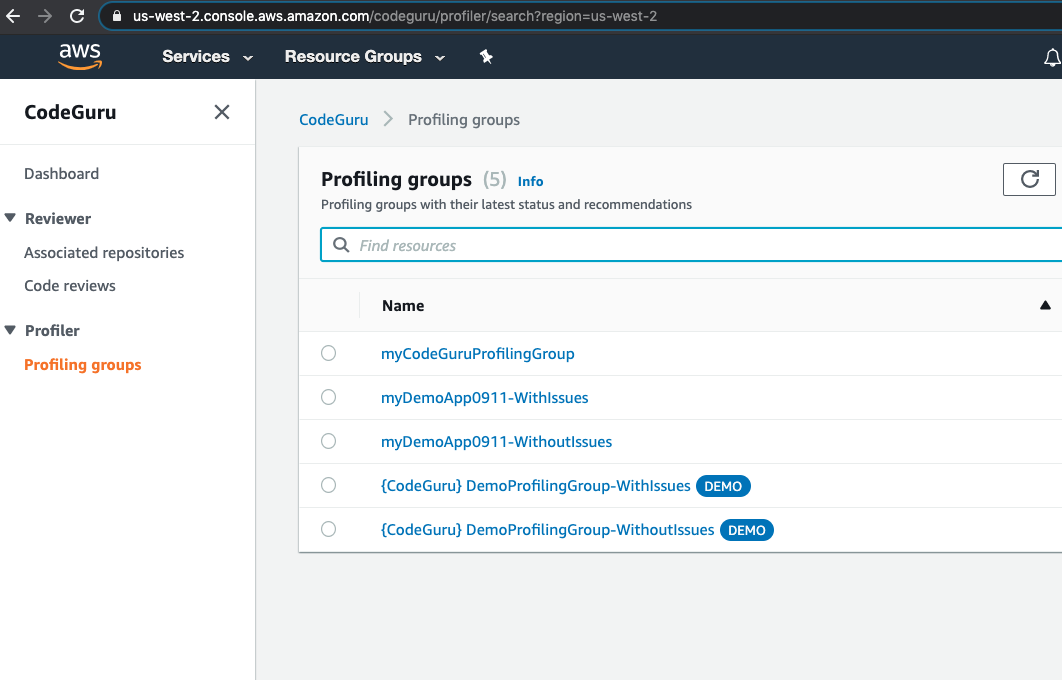 us-west-2.console.aws.amazon.com/codeguru/profiler/search?region=us-west-2
aws Services Resource Groups
CodeGuru
Dashboard
Reviewer
Associated repositories
Code reviews
Profiler
Profiling groups
CodeGuru Profiling groups
Profiling groups (5) Info
Profiling groups with their latest status and recommendations
Find resources
Name
myCodeGuruProfilingGroup
myDemoApp0911-WithIssues
myDemoApp0911-WithoutIssues
{CodeGuru} DemoProfilingGroup-WithIssues DEMO
{CodeGuru} DemoProfilingGroup-WithoutIssues DEMO